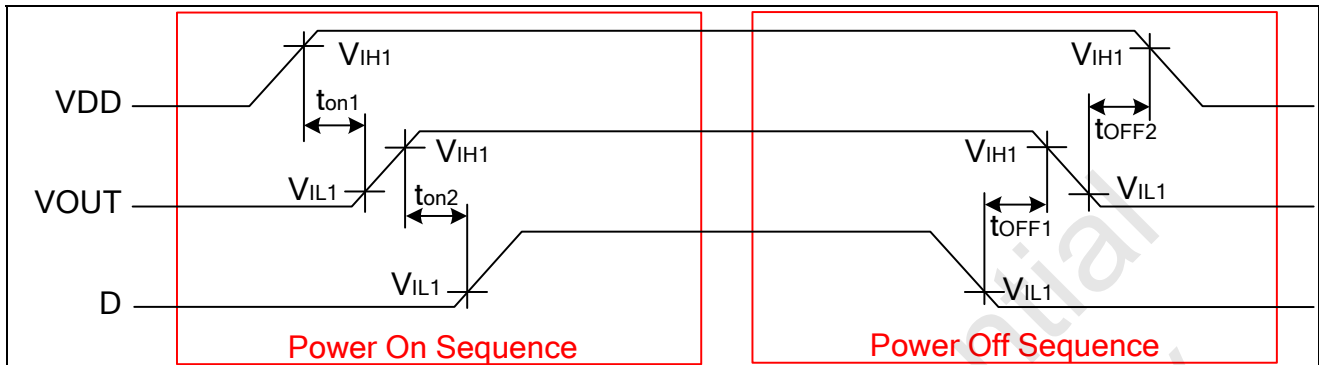 VIH1
VIH1
VDD
ton1
tOFF2
VIH1
VIH1
VIL1
VIL1
VOUT
ton2
tOFF1
VIL1
VIL1
D
Power On Sequence
Power Off Sequence